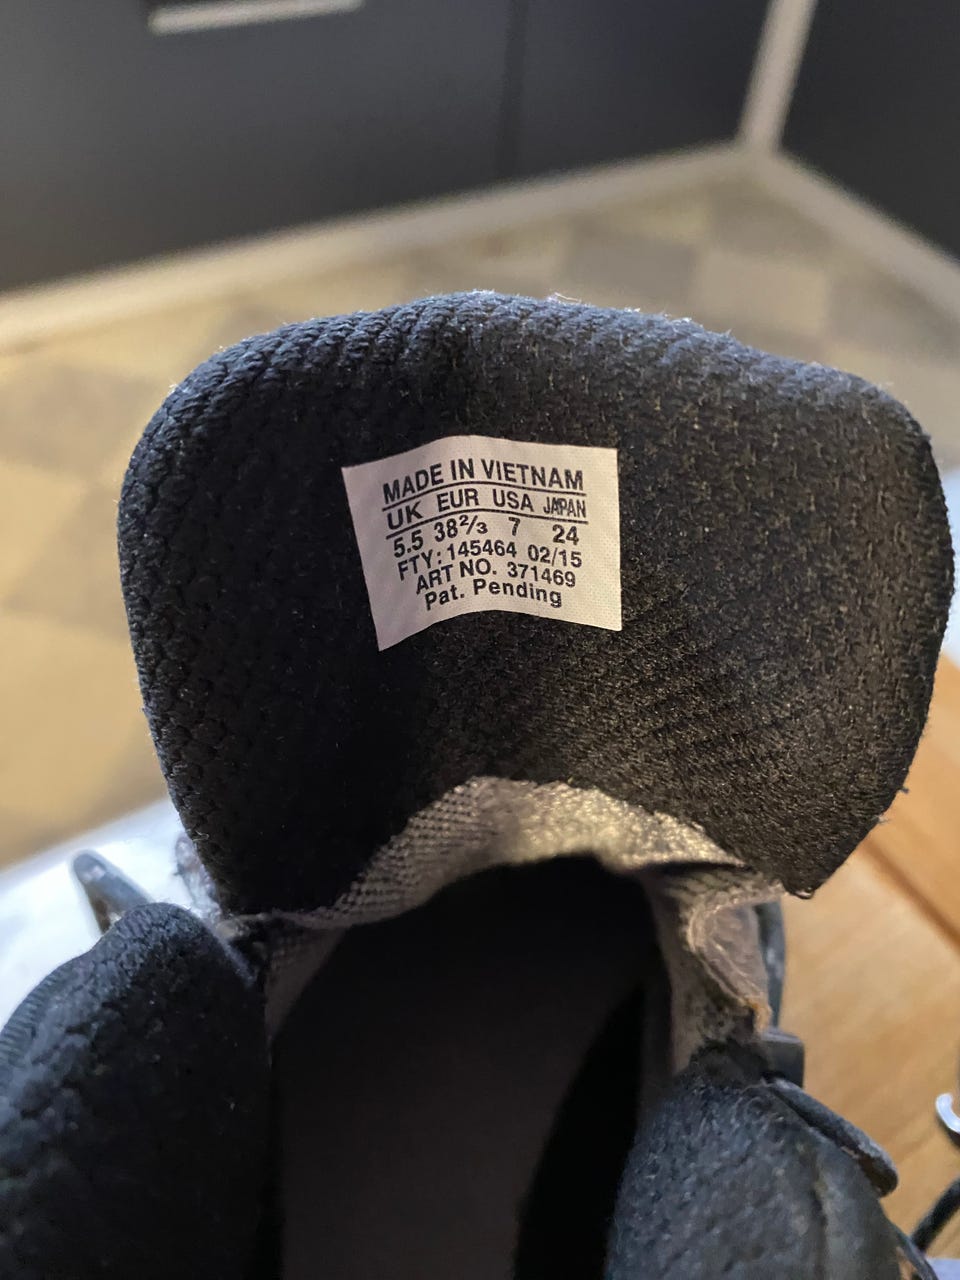 MADE IN VIETNAM
UK EUR USA JAPAN
5.5 38⅔ 7 24
FTY: 145464 02/15
ART NO. 371469
Pat. Pending